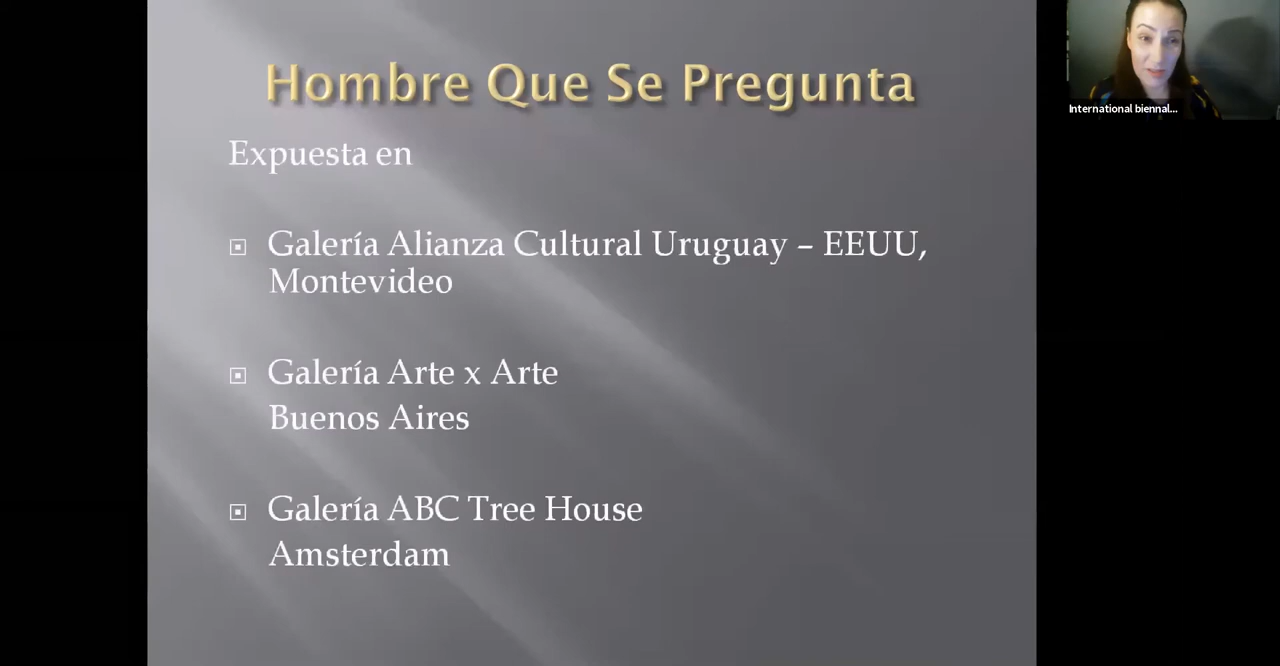 Hombre Que Se Pregunta
International biennal...
Expuesta en
Galería Alianza Cultural Uruguay – EEUU,
Montevideo
Galería Arte x Arte
Buenos Aires
Galería ABC Tree House
Amsterdam